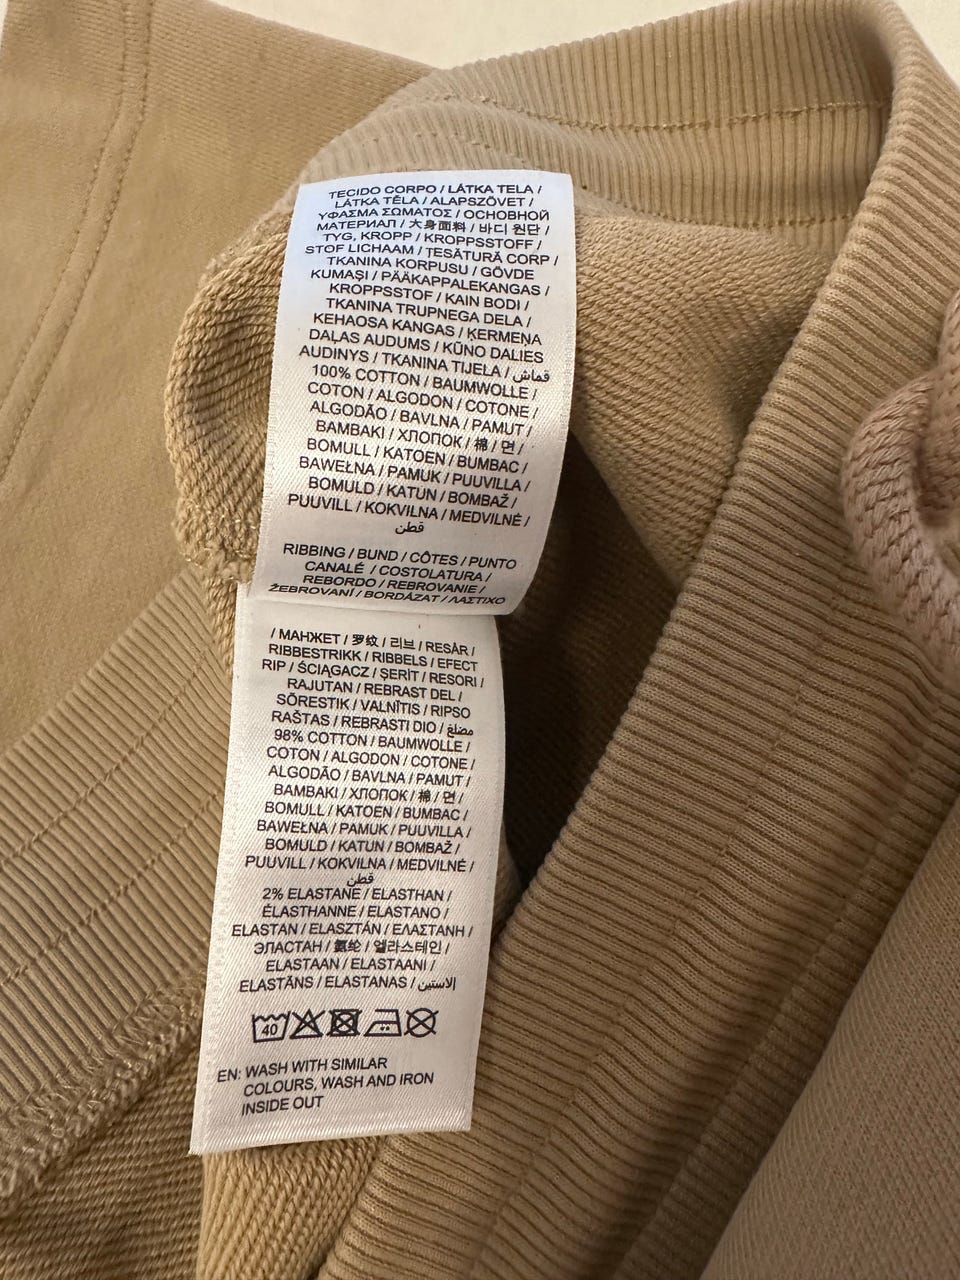 TECIDO CORPO / LÁTKA TELA /
LÁTKA TĚLA / ALAPSZÖVET /
ΥΦΑΣΜΑ ΣΩΜΑΤΟΣ / ОСНОВНОЙ
МАТЕРИАЛ / 大身面料 / 바디 원단 /
TYG, KROPP / KROPPSSTOFF /
STOF LICHAAM / ȚESĂTURĂ CORP /
TKANINA KORPUSU / GÖVDE
KUMAŞI / PÄÄKAPPALEKANGAS /
KROPPSSTOF / KAIN BODI /
TKANINA TRUPNEGA DELA /
KEHAOSA KANGAS / ĶERMEŅA
DAĻAS AUDUMS / KŪNO DALIES
AUDINYS / TKANINA TIJELA / قماش
100% COTTON / BAUMWOLLE /
COTON / ALGODON / COTONE /
ALGODÃO / BAVLNA / PAMUT /
BAMBAKI / ХЛОПОК / 棉 / 면 /
BOMULL / KATOEN / BUMBAC /
BAWEŁNA / PAMUK / PUUVILLA /
BOMULD / KATUN / BOMBAŽ /
PUUVILL / KOKVILNA / MEDVILNĖ /
قطن
RIBBING / BUND / CÔTES / PUNTO
CANALÉ / COSTOLATURA /
REBORDO / REBROVANIE /
ŽEBROVANÍ / BORDÁZAT / ΛΑΣΤΙΧΟ
/ МАНЖЕТ / 罗纹 / 리브 / RESÅR /
RIBBESTRIKK / RIBBELS / EFECT
RIP / ŚCIĄGACZ / ŞERİT / RESORI /
RAJUTAN / REBRAST DEL /
SÕRESTIK / VALNĪTIS / RIPSO
RAŠTAS / REBRASTI DIO / مضلع
98% COTTON / BAUMWOLLE /
COTON / ALGODON / COTONE /
ALGODÃO / BAVLNA / PAMUT /
BAMBAKI / ХЛОПОК / 棉 / 면 /
BOMULL / KATOEN / BUMBAC /
BAWEŁNA / PAMUK / PUUVILLA /
BOMULD / KATUN / BOMBAŽ /
PUUVILL / KOKVILNA / MEDVILNĖ /
قطن
2% ELASTANE / ELASTHAN /
ÉLASTHANNE / ELASTANO /
ELASTAN / ELASZTÁN / ΕΛΑΣΤΑΝΗ /
ЭЛАСТАН / 氨纶 / 엘라스테인 /
ELASTAAN / ELASTAANI /
ELASTĀNS / ELASTANAS / الاستين
40
EN: WASH WITH SIMILAR
COLOURS, WASH AND IRON
INSIDE OUT